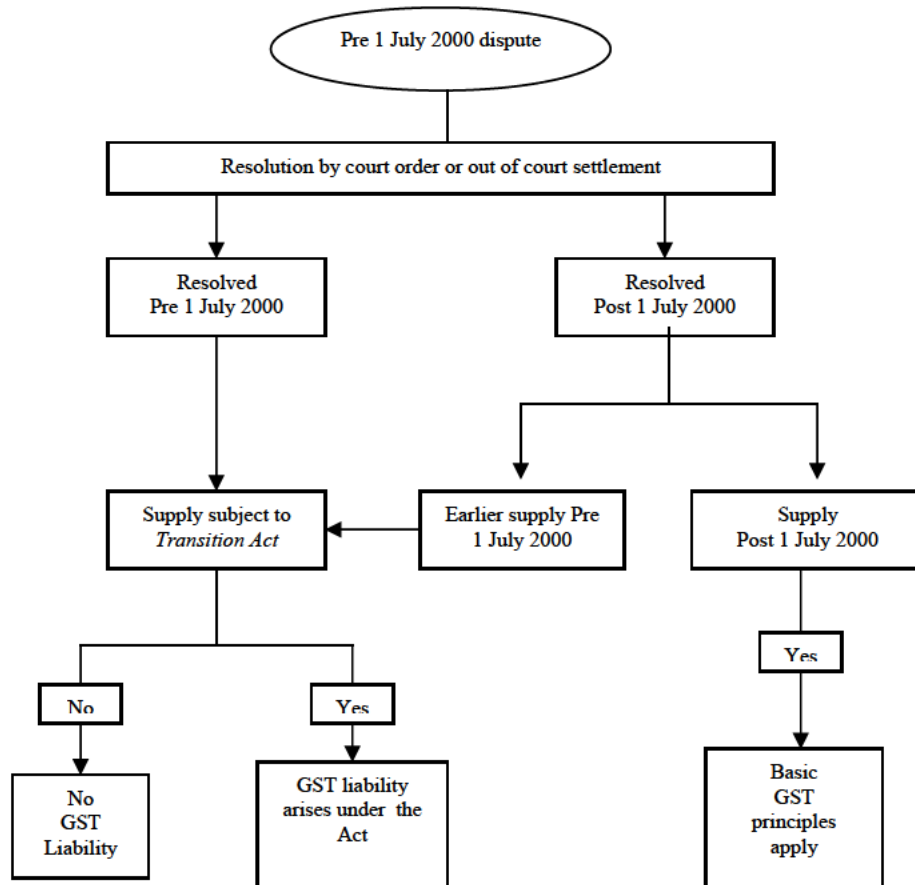 Pre 1 July 2000 dispute
Resolution by court order or out of court settlement
Resolved
Pre 1 July 2000
Resolved
Post 1 July 2000
Supply subject to
Transition Act
Earlier supply Pre
1 July 2000
Supply
Post 1 July 2000
No
Yes
Yes
No
GST
Liability
GST liability
arises under the
Act
Basic
GST
principles
apply